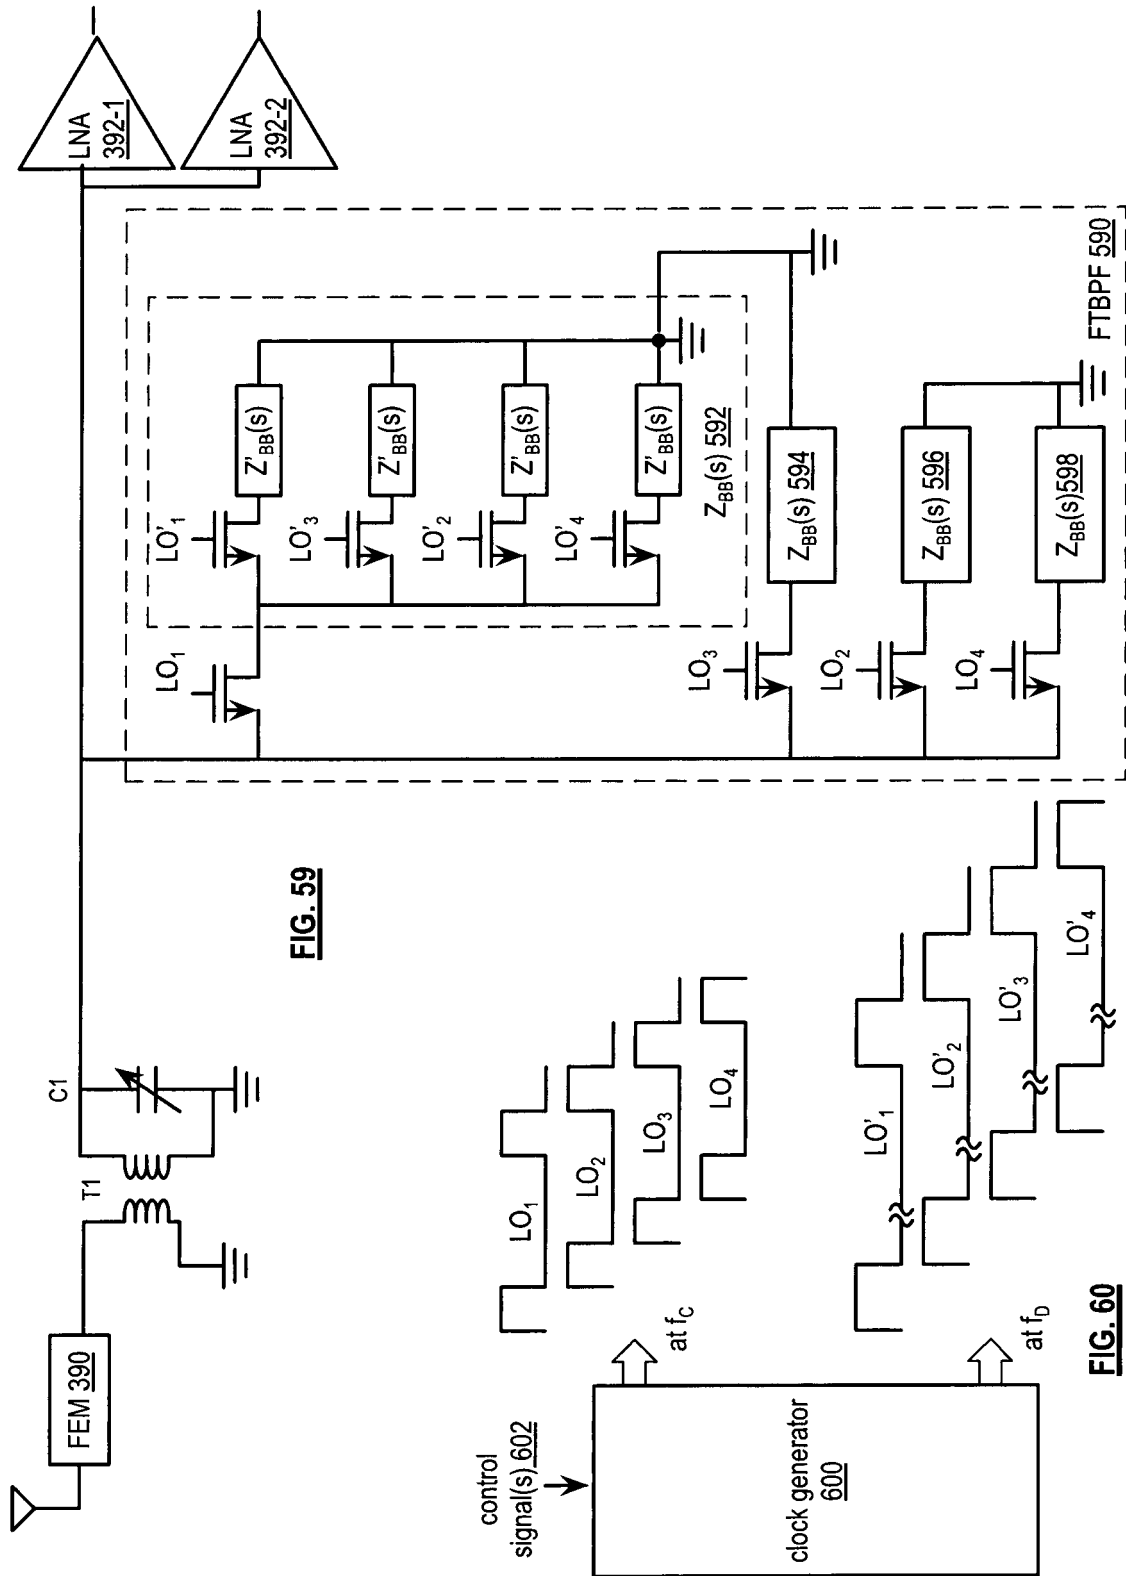 FEM 390
T1
C1
LNA
392-1
LNA
392-2
LO1
LO'1
Z'BB(s)
LO'3
Z'BB(s)
LO'2
Z'BB(s)
LO'4
Z'BB(s)
ZBB(s) 592
LO3
ZBB(s) 594
LO2
ZBB(s) 596
LO4
ZBB(s) 598
FTBPF 590
FIG. 59
control
signal(s) 602
clock generator
600
at fC
at fD
LO1
LO2
LO3
LO4
LO'1
LO'2
LO'3
LO'4
FIG. 60